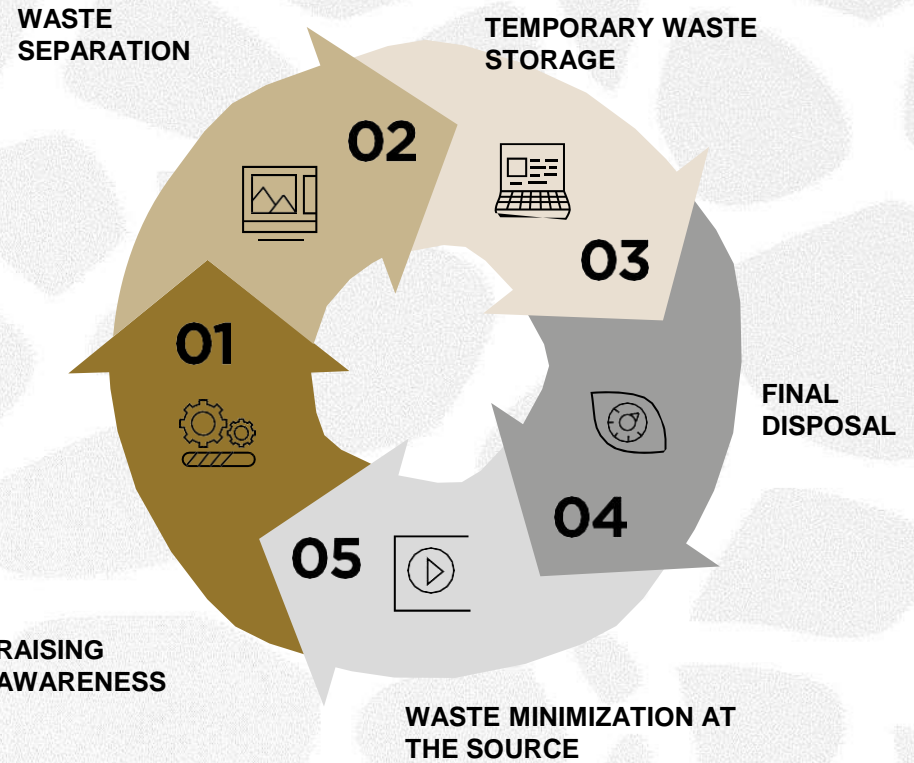 WASTE
SEPARATION
TEMPORARY WASTE
STORAGE
02
03
01
FINAL
DISPOSAL
04
05
RAISING
AWARENESS
WASTE MINIMIZATION AT
THE SOURCE